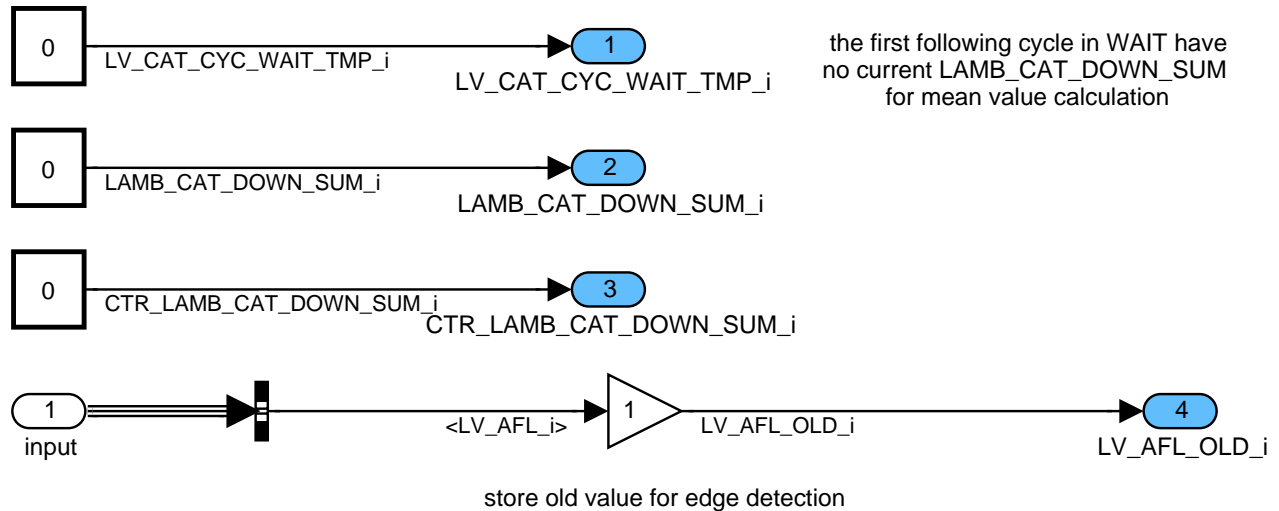 0
LV_CAT_CYC_WAIT_TMP_i
1
LV_CAT_CYC_WAIT_TMP_i
the first following cycle in WAIT have
no current LAMB_CAT_DOWN_SUM
for mean value calculation
0
LAMB_CAT_DOWN_SUM_i
2
LAMB_CAT_DOWN_SUM_i
0
CTR_LAMB_CAT_DOWN_SUM_i
3
CTR_LAMB_CAT_DOWN_SUM_i
1
input
<LV_AFL_i>
1
LV_AFL_OLD_i
4
LV_AFL_OLD_i
store old value for edge detection